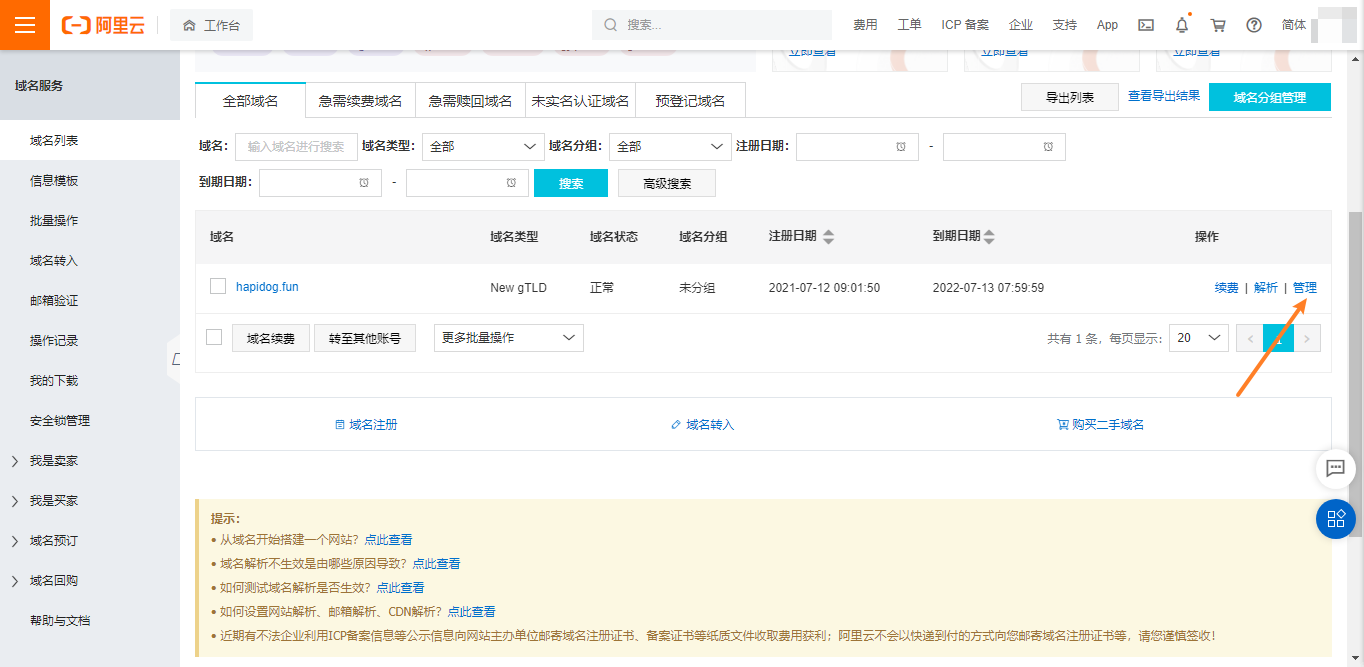 阿里云 工作台 搜索... 费用 工单 ICP 备案 企业 支持 App 简体
域名服务
域名列表
信息模板
批量操作
域名转入
邮箱验证
操作记录
我的下载
安全锁管理
我是卖家
我是买家
域名预订
域名回购
帮助与文档
立即查看 立即查看 立即查看
全部域名 急需续费域名 急需赎回域名 未实名认证域名 预登记域名 导出列表 查看导出结果 域名分组管理
域名： 输入域名进行搜索 域名类型： 全部 域名分组： 全部 注册日期： -
到期日期： - 搜索 高级搜索
域名 域名类型 域名状态 域名分组 注册日期 到期日期 操作
hapidog.fun New gTLD 正常 未分组 2021-07-12 09:01:50 2022-07-13 07:59:59 续费 | 解析 | 管理
域名续费 转至其他账号 更多批量操作 共有 1 条，每页显示： 20 < 1 >
域名注册 域名转入 购买二手域名
提示：
• 从域名开始搭建一个网站？点此查看
• 域名解析不生效是由哪些原因导致？点此查看
• 如何测试域名解析是否生效？点此查看
• 如何设置网站解析、邮箱解析、CDN解析？点此查看
• 近期有不法企业利用ICP备案信息等公示信息向网站主办单位邮寄域名注册证书、备案证书等纸质文件收取费用获利；阿里云不会以快递到付的方式向您邮寄域名注册证书等，请您谨慎签收！